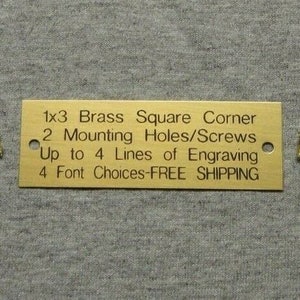 1x3 Brass Square Corner
2 Mounting Holes/Screws
Up to 4 Lines of Engraving
4 Font Choices-FREE SHIPPING